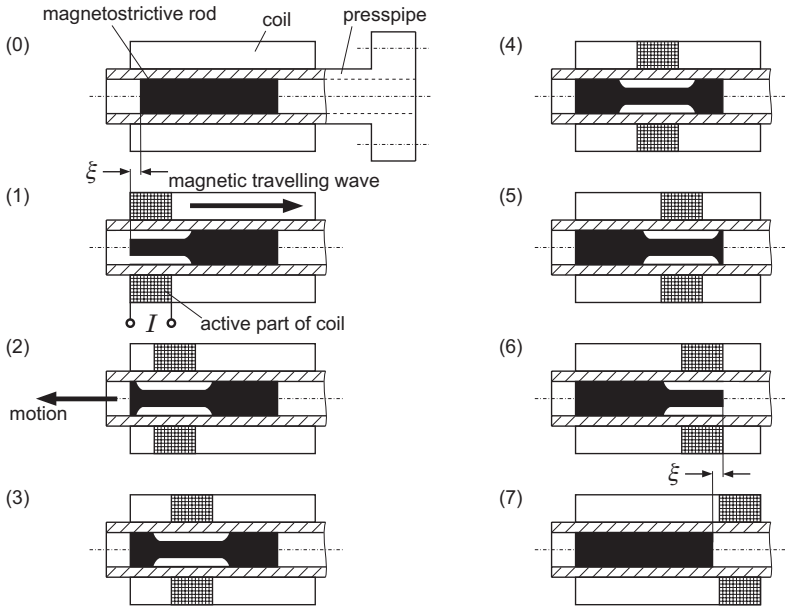 magnetostrictive rod
coil
presspipe
(0)
ξ
(1)
magnetic travelling wave
I
active part of coil
(2)
motion
(3)
(4)
(5)
(6)
ξ
(7)